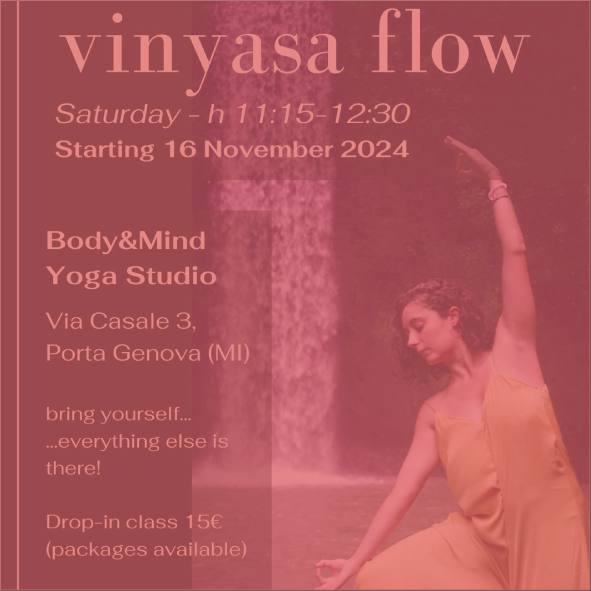 vinyasa flow
Saturday - h 11:15-12:30
Starting 16 November 2024
Body&Mind
Yoga Studio
Via Casale 3,
Porta Genova (MI)
bring yourself...
...everything else is
there!
Drop-in class 15€
(packages available)